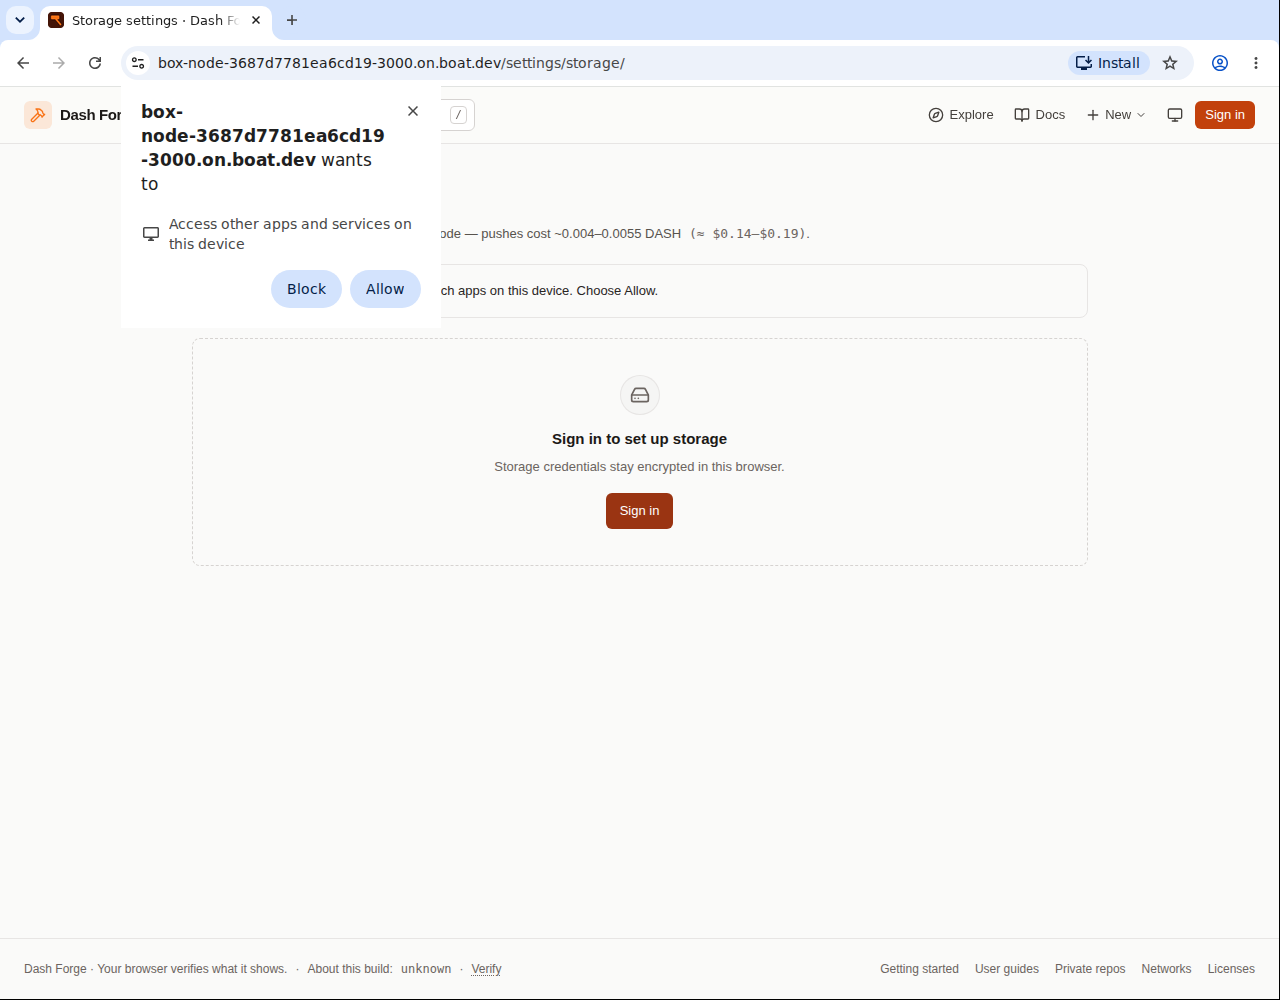 Storage settings · Dash Fo
box-node-3687d7781ea6cd19-3000.on.boat.dev/settings/storage/
Install
Dash For
/
Explore
Docs
New
Sign in
box-
node-3687d7781ea6cd19
-3000.on.boat.dev wants
to
Access other apps and services on
this device
Block
Allow
ode — pushes cost ~0.004–0.0055 DASH (≈ $0.14–$0.19).
ch apps on this device. Choose Allow.
Sign in to set up storage
Storage credentials stay encrypted in this browser.
Sign in
Dash Forge · Your browser verifies what it shows. · About this build: unknown · Verify
Getting started
User guides
Private repos
Networks
Licenses